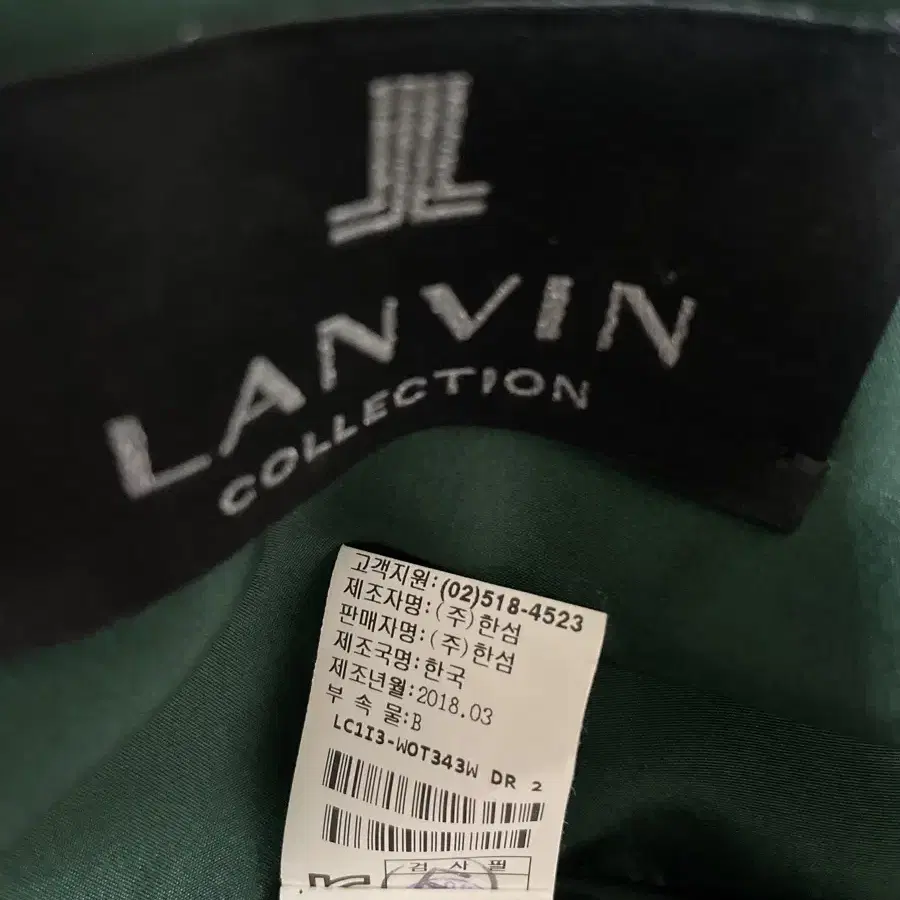 LANVIN
COLLECTION
고객지원:(02)518-4523
제조자명:(주)한섬
판매자명:(주)한섬
제조국명:한국
제조년월:2018.03
부 속 물:B
LC1I3-WOT343W DR 2
검 사 필